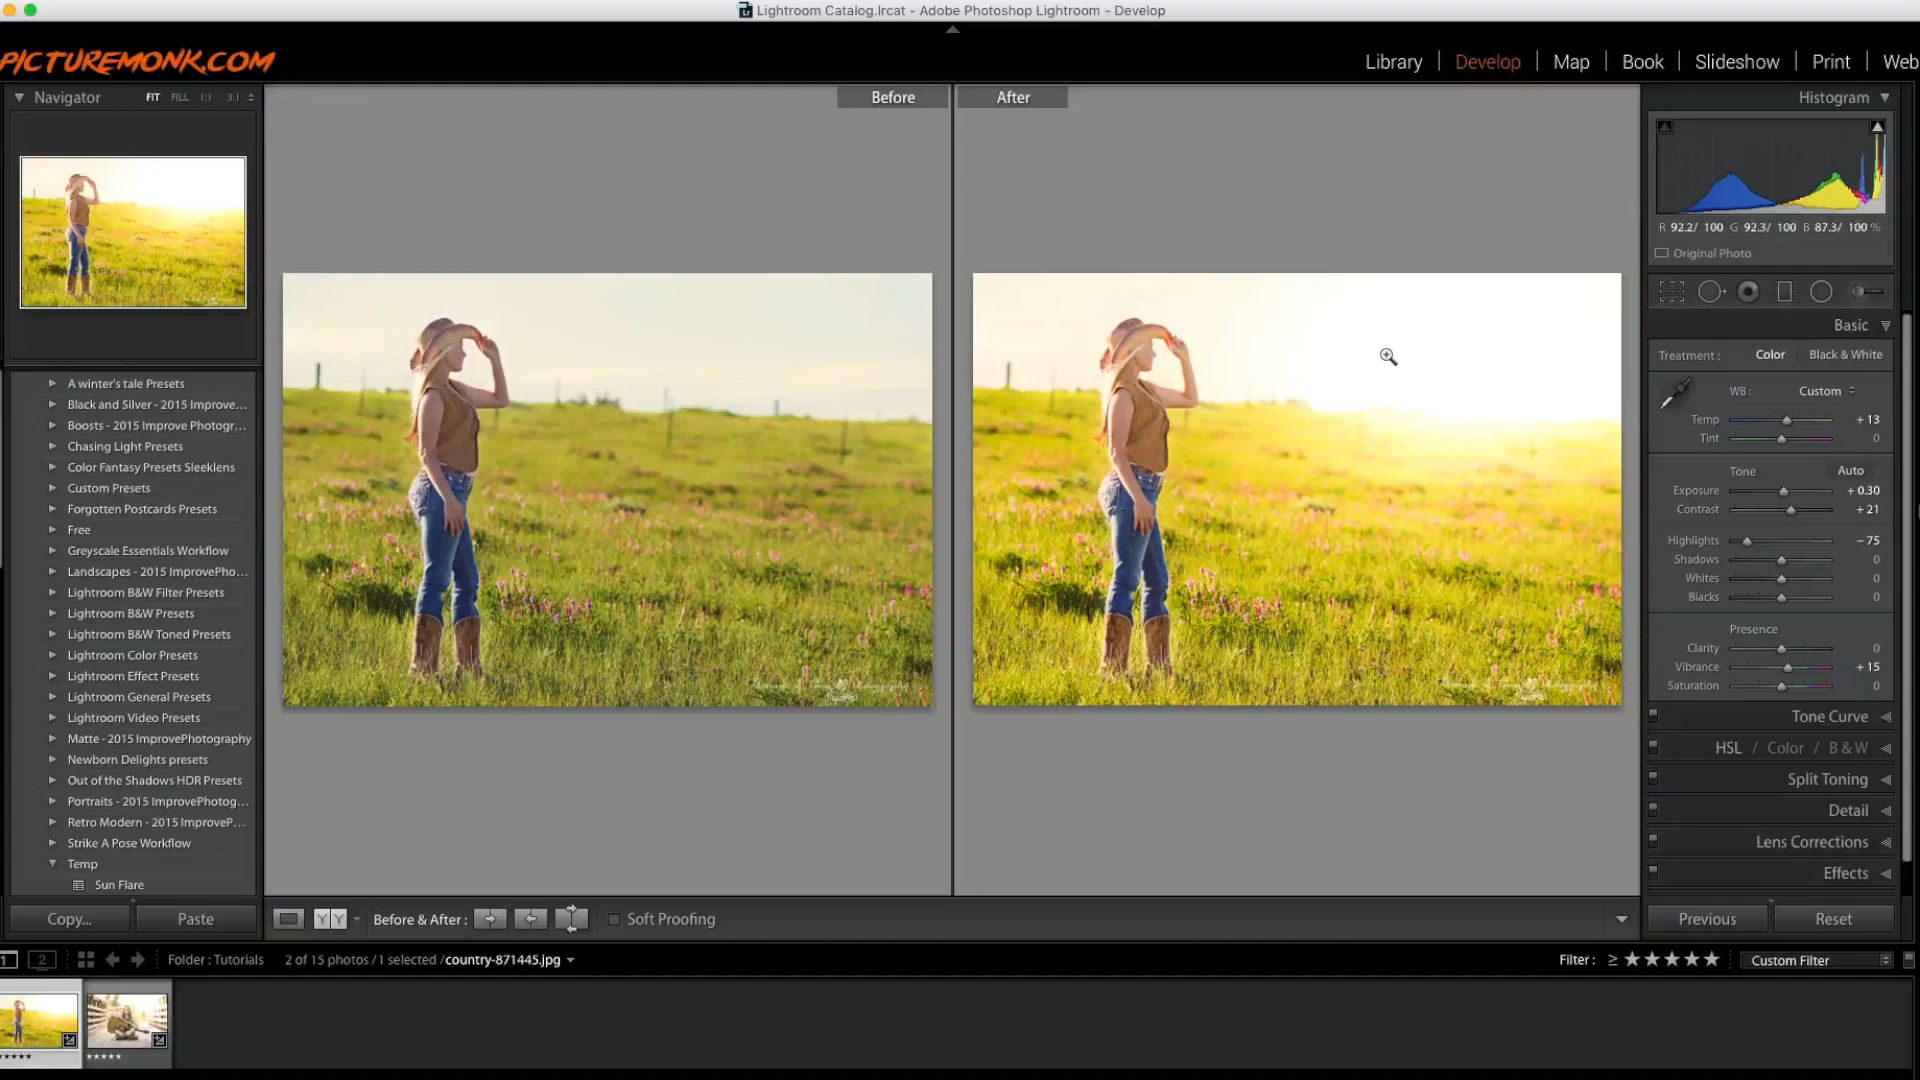 Lightroom Catalog.lrcat - Adobe Photoshop Lightroom - Develop
PICTUREMONK.COM
Library | Develop | Map | Book | Slideshow | Print | Web
Navigator FIT FILL 1:1 3:1
Before
After
Histogram
R 92.2/ 100 G 92.3/ 100 B 87.3/ 100 %
Original Photo
Basic
Treatment : Color Black & White
WB : Custom
Temp + 13
Tint 0
Tone Auto
Exposure + 0.30
Contrast + 21
Highlights − 75
Shadows 0
Whites 0
Blacks 0
Presence
Clarity 0
Vibrance + 15
Saturation 0
Tone Curve
HSL / Color / B & W
Split Toning
Detail
Lens Corrections
Effects
Previous Reset
A winter's tale Presets
Black and Silver - 2015 Improve...
Boosts - 2015 Improve Photogr...
Chasing Light Presets
Color Fantasy Presets Sleeklens
Custom Presets
Forgotten Postcards Presets
Free
Greyscale Essentials Workflow
Landscapes - 2015 ImprovePho...
Lightroom B&W Filter Presets
Lightroom B&W Presets
Lightroom B&W Toned Presets
Lightroom Color Presets
Lightroom Effect Presets
Lightroom General Presets
Lightroom Video Presets
Matte - 2015 ImprovePhotography
Newborn Delights presets
Out of the Shadows HDR Presets
Portraits - 2015 ImprovePhotog...
Retro Modern - 2015 ImproveP...
Strike A Pose Workflow
Temp
Sun Flare
Copy... Paste
YY Before & After : Soft Proofing
1 2 Folder : Tutorials 2 of 15 photos / 1 selected / country-871445.jpg
Filter : ≥ ★★★★★ Custom Filter